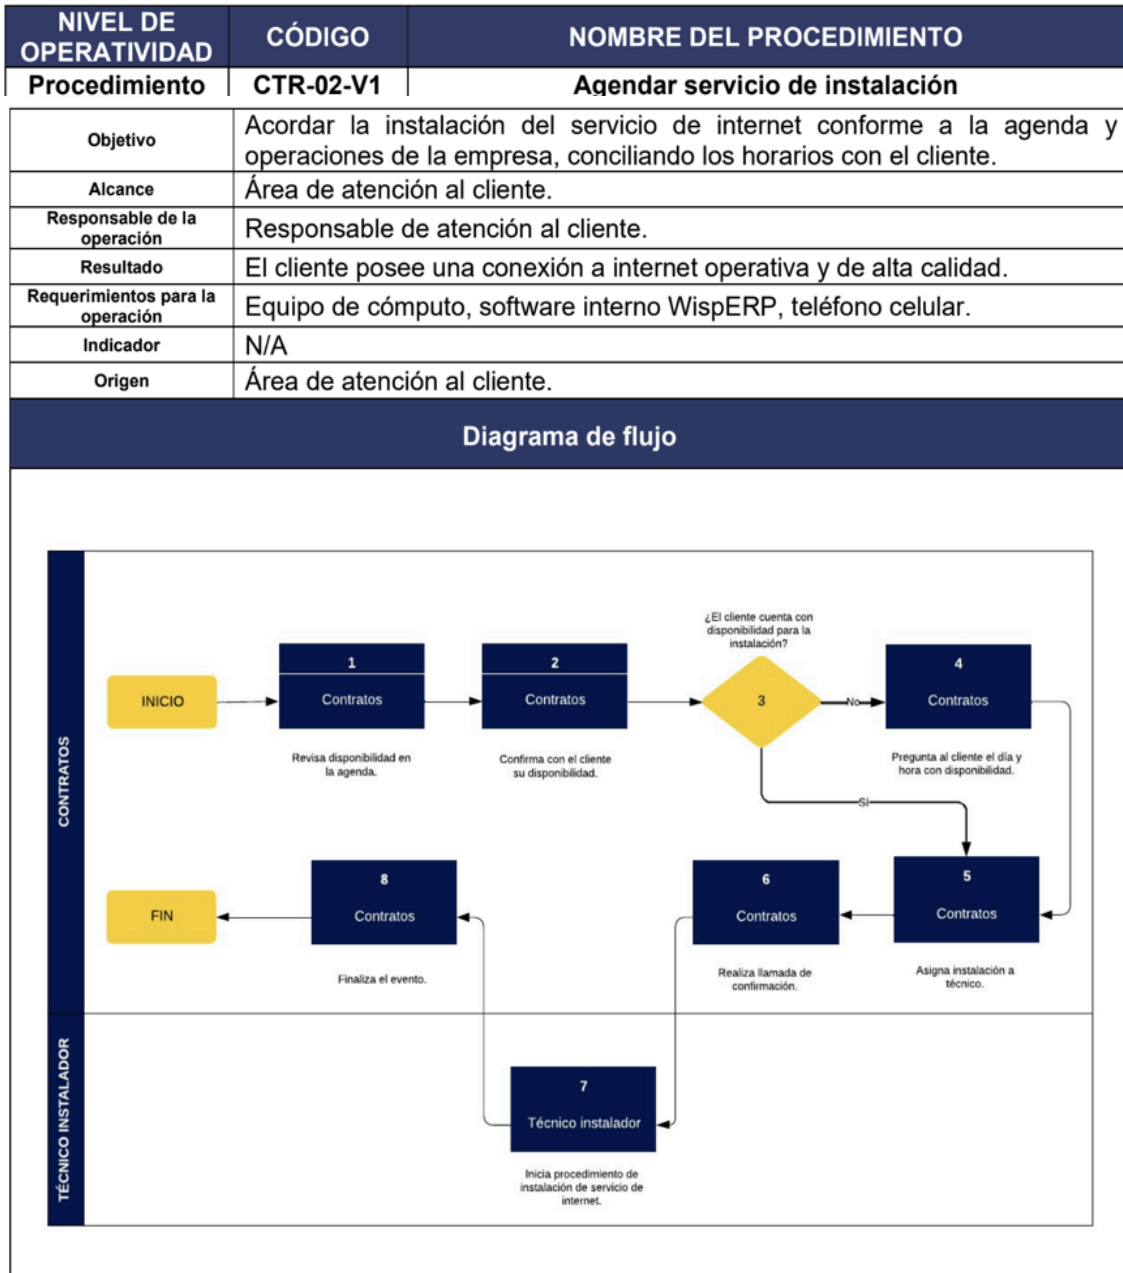 NIVEL DE
OPERATIVIDAD
CÓDIGO
NOMBRE DEL PROCEDIMIENTO
Procedimiento
CTR-02-V1
Agendar servicio de instalación
Objetivo
Acordar la instalación del servicio de internet conforme a la agenda y
operaciones de la empresa, conciliando los horarios con el cliente.
Alcance
Área de atención al cliente.
Responsable de la
operación
Responsable de atención al cliente.
Resultado
El cliente posee una conexión a internet operativa y de alta calidad.
Requerimientos para la
operación
Equipo de cómputo, software interno WispERP, teléfono celular.
Indicador
N/A
Origen
Área de atención al cliente.
Diagrama de flujo
CONTRATOS
INICIO
1
Contratos
Revisa disponibilidad en
la agenda.
2
Contratos
Confirma con el cliente
su disponibilidad.
¿El cliente cuenta con
disponibilidad para la
instalación?
3
No
Sí
4
Contratos
Pregunta al cliente el día y
hora con disponibilidad.
5
Contratos
Asigna instalación a
técnico.
6
Contratos
Realiza llamada de
confirmación.
8
Contratos
Finaliza el evento.
FIN
TÉCNICO INSTALADOR
7
Técnico instalador
Inicia procedimiento de
instalación de servicio de
internet.